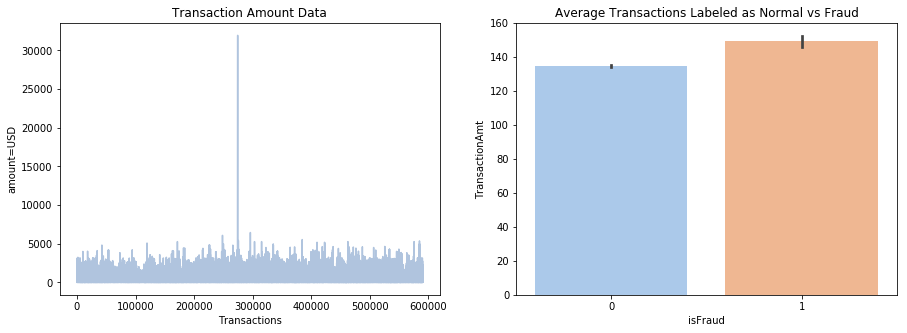 Transaction Amount Data
amount=USD
30000
25000
20000
15000
10000
5000
0
0 100000 200000 300000 400000 500000 600000
Transactions
Average Transactions Labeled as Normal vs Fraud
TransactionAmt
160
140
120
100
80
60
40
20
0
0 1
isFraud